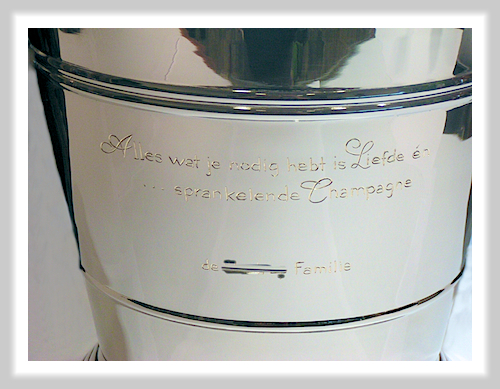 Alles wat je nodig hebt is Liefde én
... sprankelende Champagne
de Familie